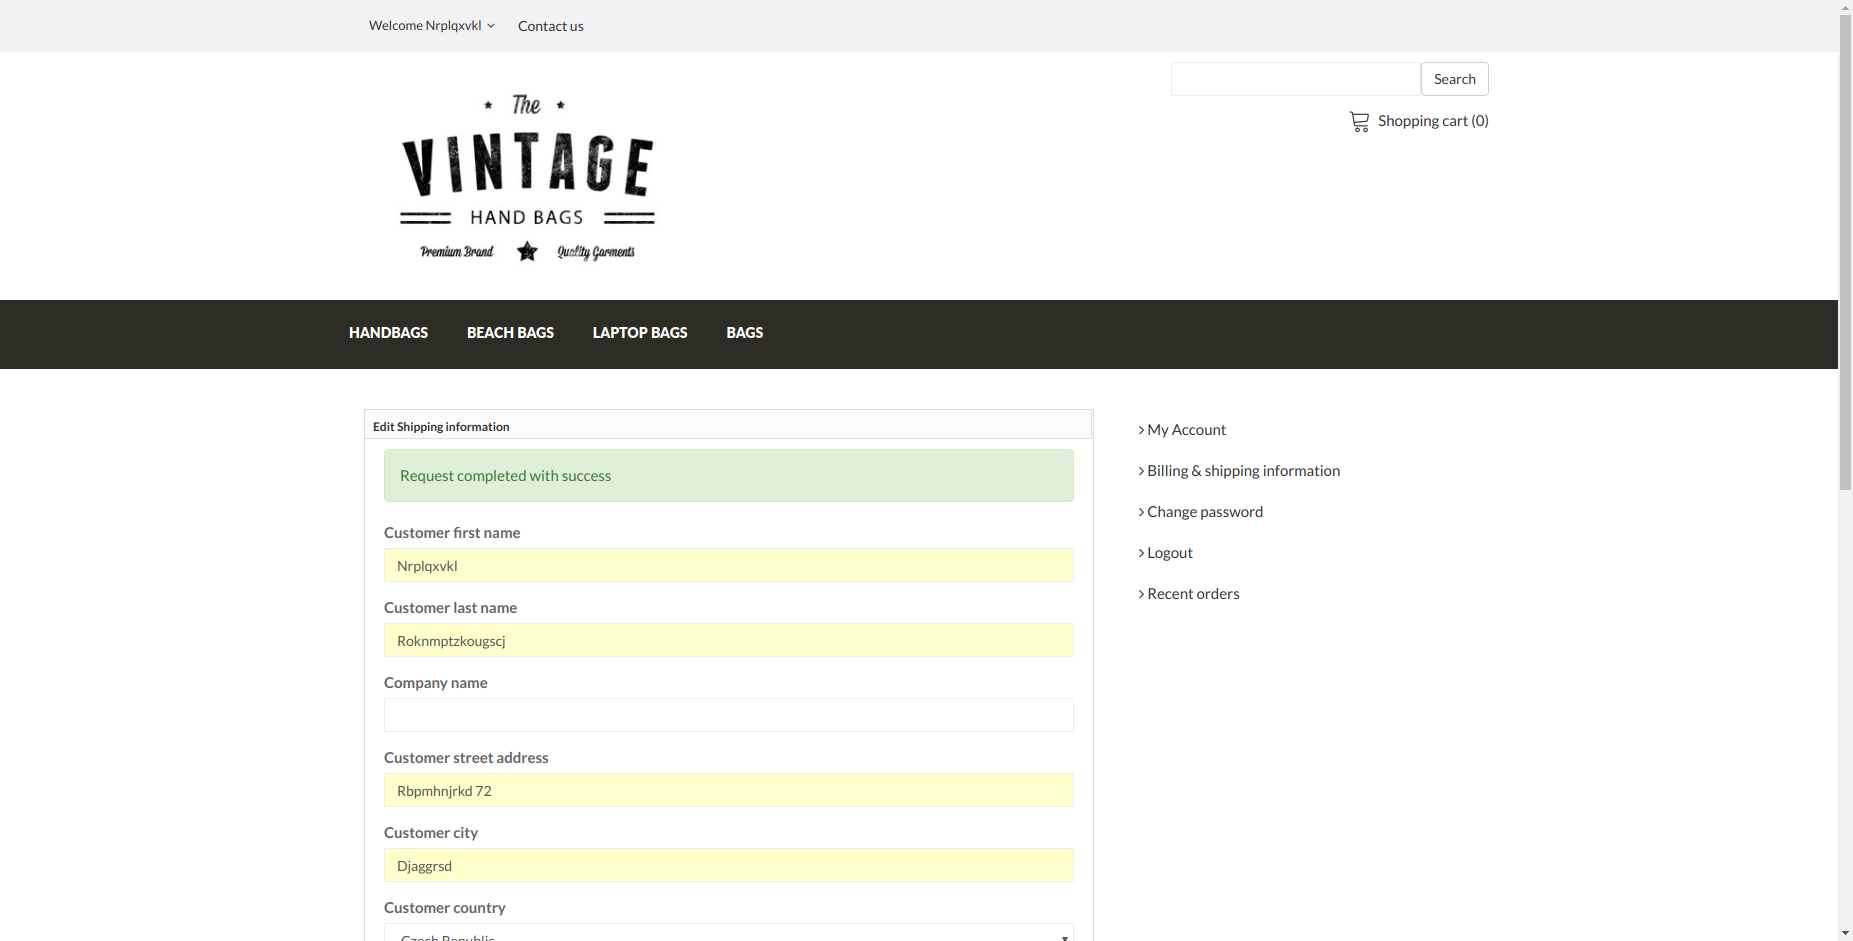 Welcome Nrplqxvkl
Contact us
Search
Shopping cart (0)
The
VINTAGE
HAND BAGS
Premium Brand
Quality Garments
HANDBAGS
BEACH BAGS
LAPTOP BAGS
BAGS
Edit Shipping information
Request completed with success
Customer first name
Nrplqxvkl
Customer last name
Roknmptzkougscj
Company name
Customer street address
Rbpmhnjrkd 72
Customer city
Djaggrsd
Customer country
Czech Republic
My Account
Billing & shipping information
Change password
Logout
Recent orders